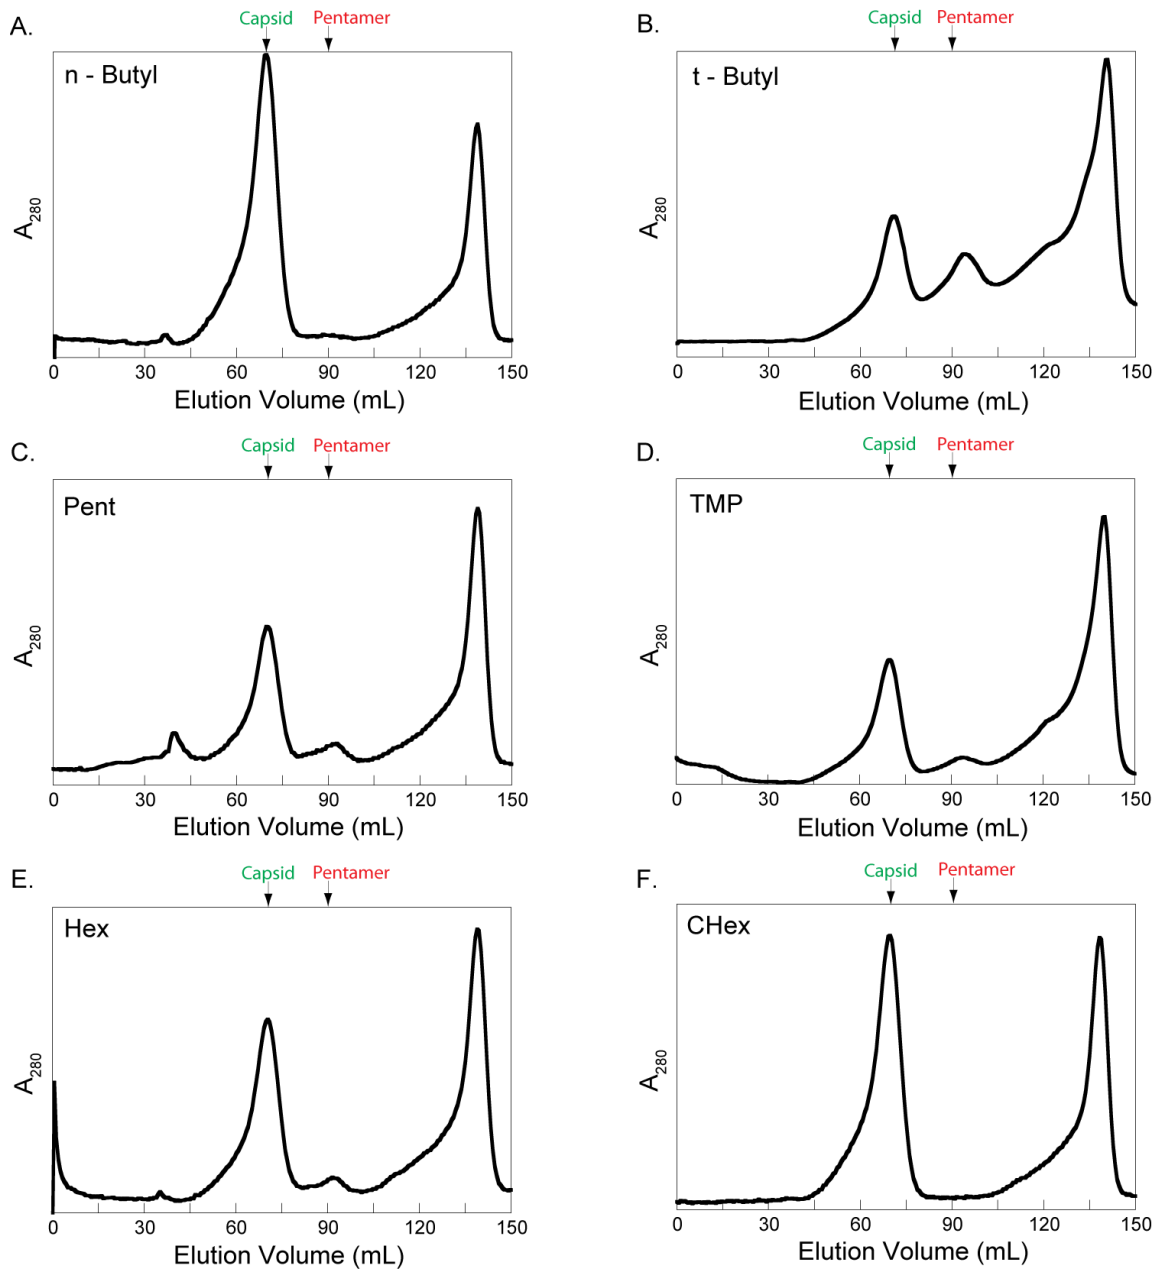 A.
Capsid Pentamer
n - Butyl
A280
0 30 60 90 120 150
Elution Volume (mL)
B.
Capsid Pentamer
t - Butyl
A280
0 30 60 90 120 150
Elution Volume (mL)
C.
Capsid Pentamer
Pent
A280
0 30 60 90 120 150
Elution Volume (mL)
D.
Capsid Pentamer
TMP
A280
0 30 60 90 120 150
Elution Volume (mL)
E.
Capsid Pentamer
Hex
A280
0 30 60 90 120 150
Elution Volume (mL)
F.
Capsid Pentamer
CHex
A280
0 30 60 90 120 150
Elution Volume (mL)